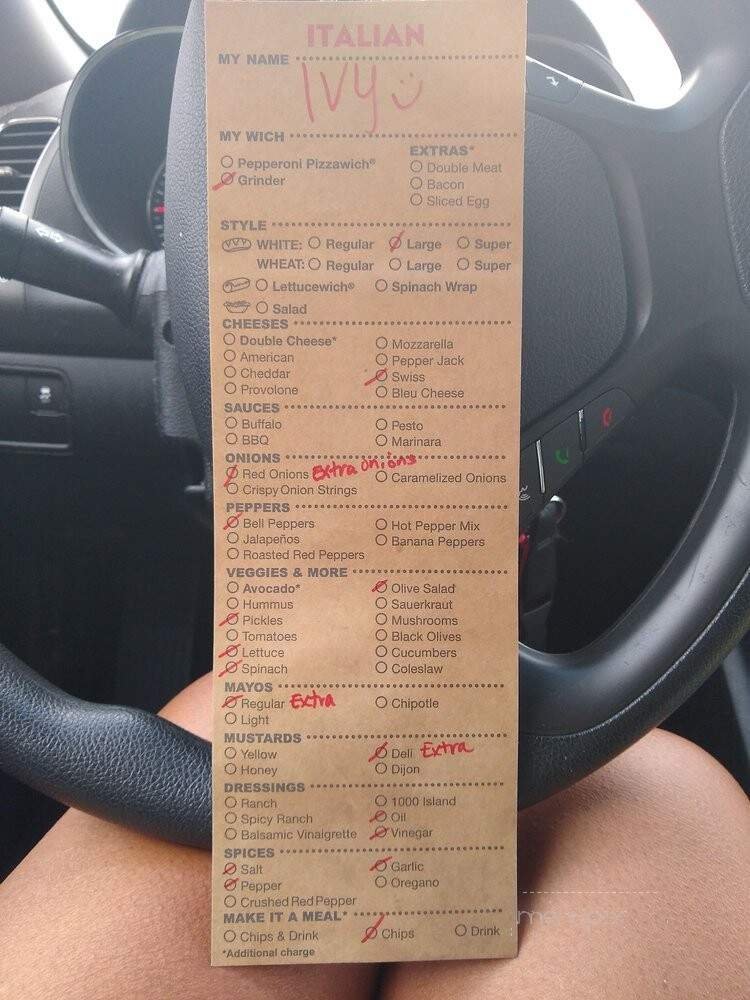 ITALIAN
MY NAME
Ivy
MY WICH
Pepperoni Pizzawich®
Grinder
EXTRAS*
Double Meat
Bacon
Sliced Egg
STYLE
WHITE: Regular Large Super
WHEAT: Regular Large Super
Lettucewich® Spinach Wrap
Salad
CHEESES
Double Cheese*
American
Cheddar
Provolone
Mozzarella
Pepper Jack
Swiss
Bleu Cheese
SAUCES
Buffalo
BBQ
Pesto
Marinara
ONIONS
Red Onions Extra onions
Crispy Onion Strings
Caramelized Onions
PEPPERS
Bell Peppers
Jalapeños
Roasted Red Peppers
Hot Pepper Mix
Banana Peppers
VEGGIES & MORE
Avocado*
Hummus
Pickles
Tomatoes
Lettuce
Spinach
Olive Salad
Sauerkraut
Mushrooms
Black Olives
Cucumbers
Coleslaw
MAYOS
Regular Extra
Light
Chipotle
MUSTARDS
Yellow
Honey
Deli Extra
Dijon
DRESSINGS
Ranch
Spicy Ranch
Balsamic Vinaigrette
1000 Island
Oil
Vinegar
SPICES
Salt
Pepper
Crushed Red Pepper
Garlic
Oregano
MAKE IT A MEAL*
Chips & Drink
Chips
Drink
*Additional charge